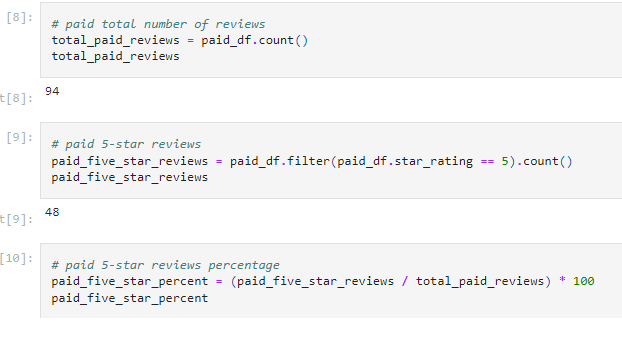 [8]:
# paid total number of reviews
total_paid_reviews = paid_df.count()
total_paid_reviews
t[8]:
94
[9]:
# paid 5-star reviews
paid_five_star_reviews = paid_df.filter(paid_df.star_rating == 5).count()
paid_five_star_reviews
t[9]:
48
[10]:
# paid 5-star reviews percentage
paid_five_star_percent = (paid_five_star_reviews / total_paid_reviews) * 100
paid_five_star_percent